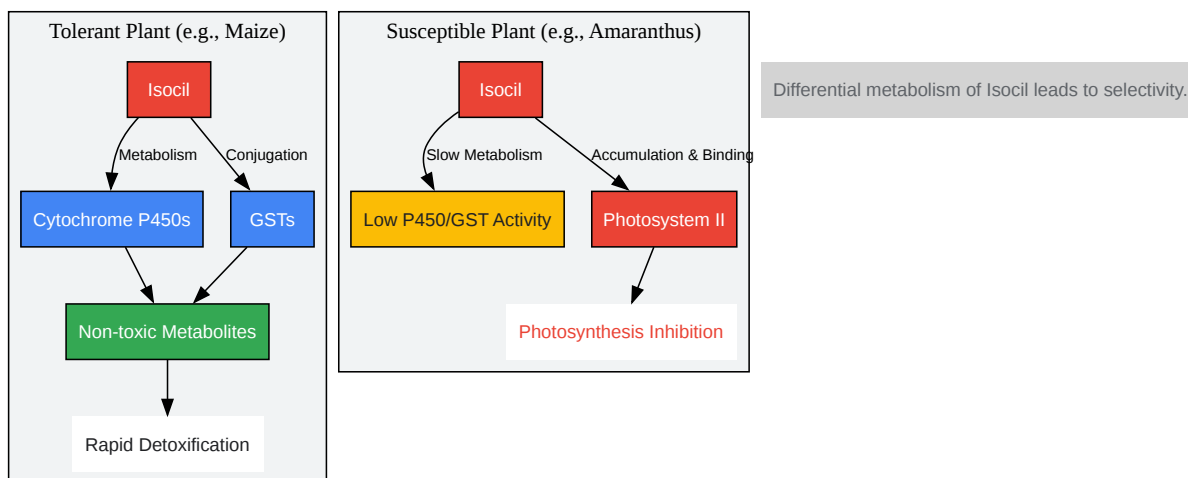 Tolerant Plant (e.g., Maize)
Isocil
Metabolism
Conjugation
Cytochrome P450s
GSTs
Non-toxic Metabolites
Rapid Detoxification
Susceptible Plant (e.g., Amaranthus)
Isocil
Slow Metabolism
Accumulation & Binding
Low P450/GST Activity
Photosystem II
Photosynthesis Inhibition
Differential metabolism of Isocil leads to selectivity.